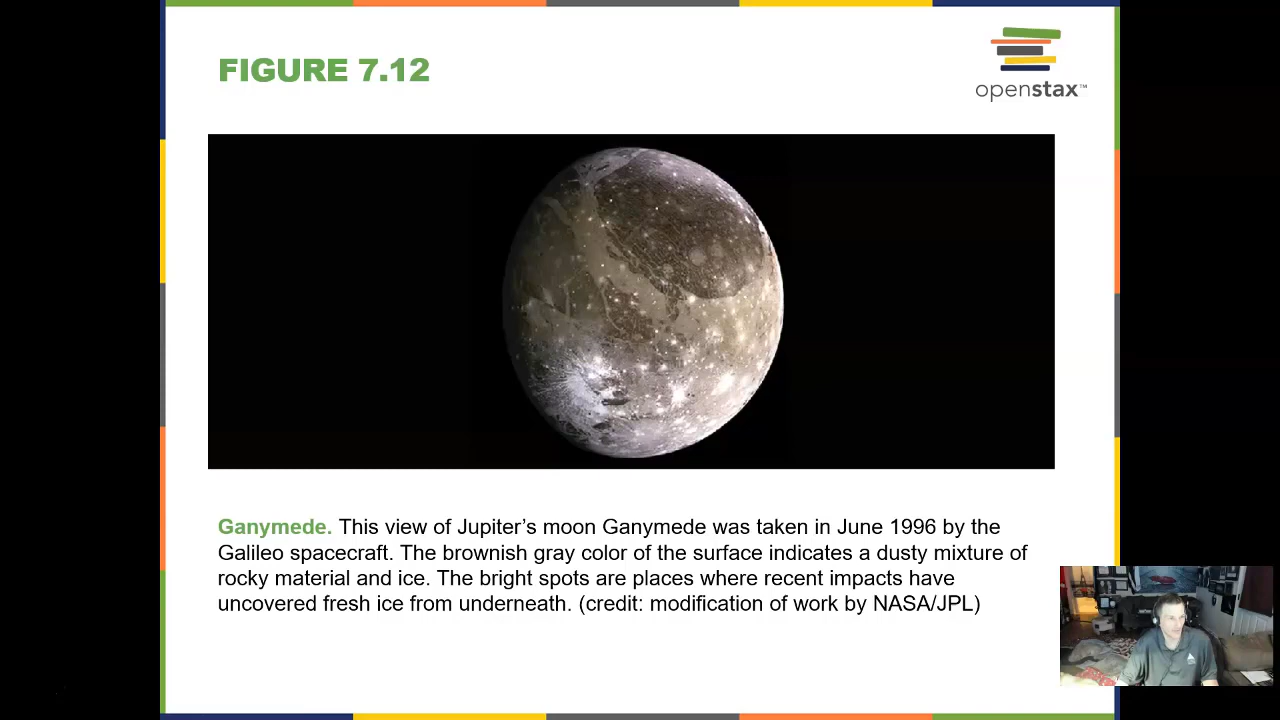 FIGURE 7.12
openstax™
Ganymede. This view of Jupiter’s moon Ganymede was taken in June 1996 by the
Galileo spacecraft. The brownish gray color of the surface indicates a dusty mixture of
rocky material and ice. The bright spots are places where recent impacts have
uncovered fresh ice from underneath. (credit: modification of work by NASA/JPL)